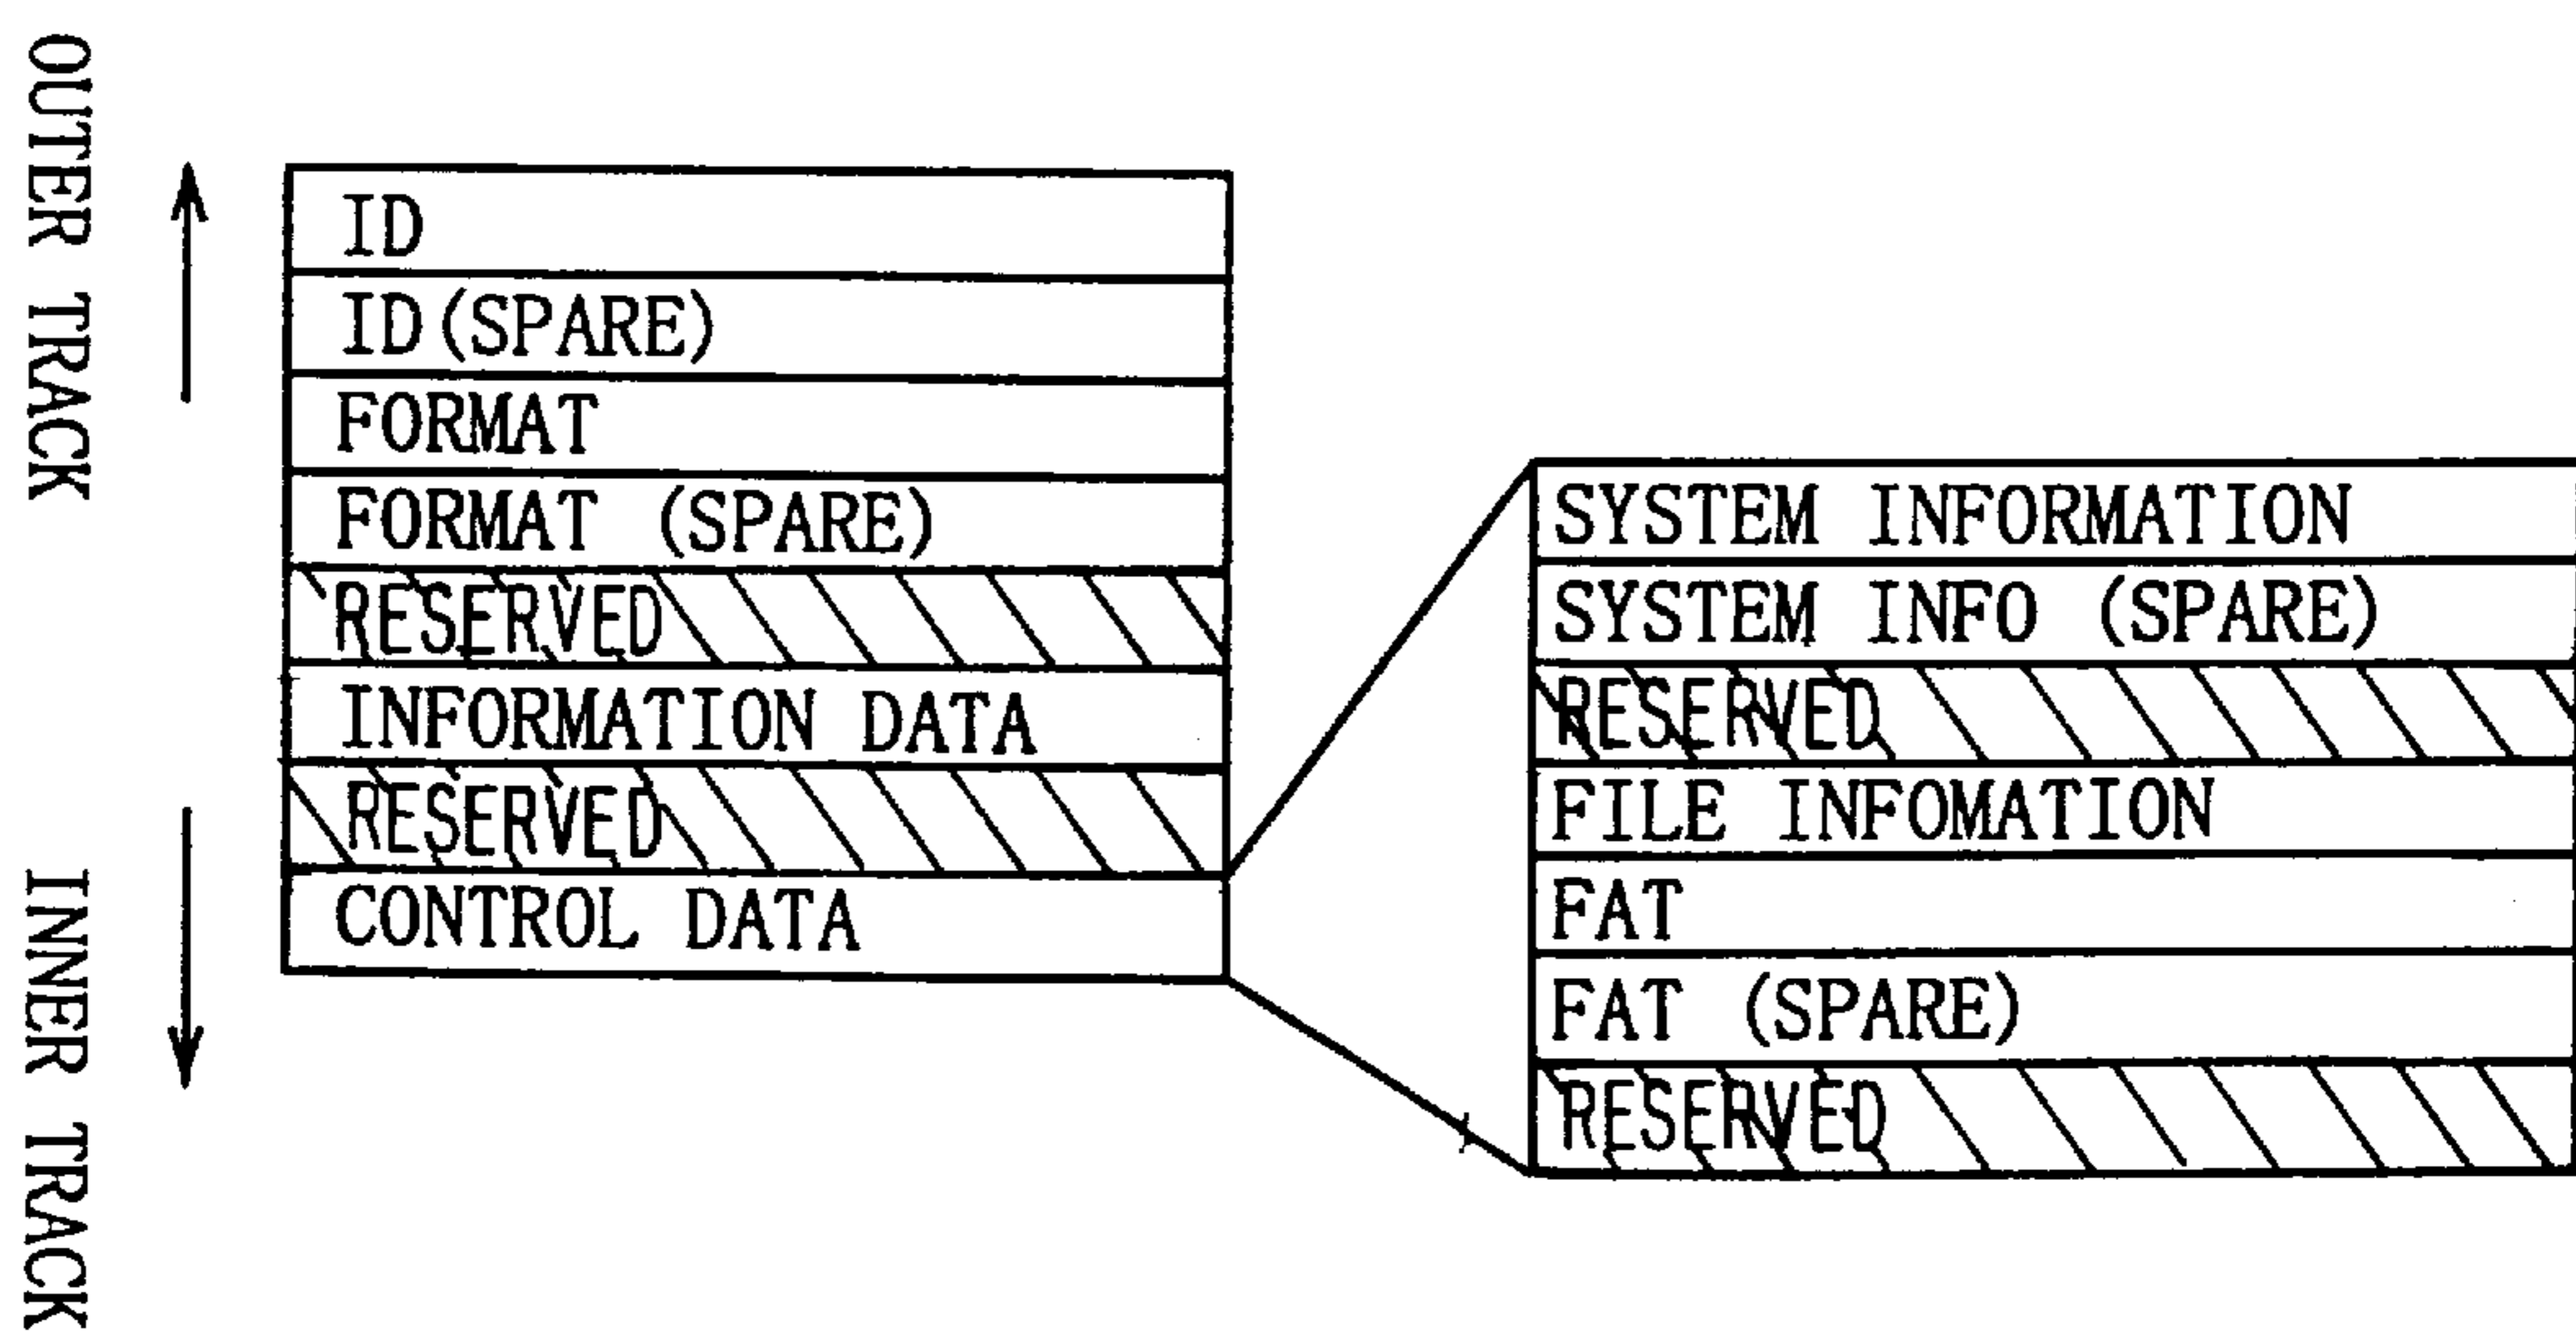 OUTER TRACK
INNER TRACK
ID
ID(SPARE)
FORMAT
FORMAT (SPARE)
RESERVED
INFORMATION DATA
RESERVED
CONTROL DATA
SYSTEM INFORMATION
SYSTEM INFO (SPARE)
RESERVED
FILE INFOMATION
FAT
FAT (SPARE)
RESERVED